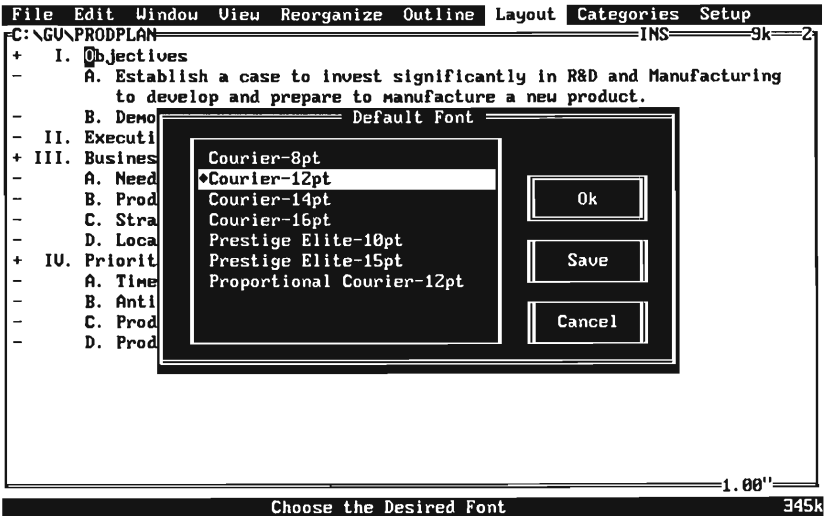 File Edit Window View Reorganize Outline Layout Categories Setup
C:\GV\PRODPLAN INS 9k 2
+ I. Objectives
- A. Establish a case to invest significantly in R&D and Manufacturing
to develop and prepare to manufacture a new product.
- B. Demo
- II. Executi
+ III. Busines
- A. Need
- B. Prod
- C. Stra
- D. Loca
+ IV. Priorit
- A. Time
- B. Anti
- C. Prod
- D. Prod
Default Font
Courier-8pt
◆Courier-12pt
Courier-14pt
Courier-16pt
Prestige Elite-10pt
Prestige Elite-15pt
Proportional Courier-12pt
Ok
Save
Cancel
1.00"
Choose the Desired Font 345k